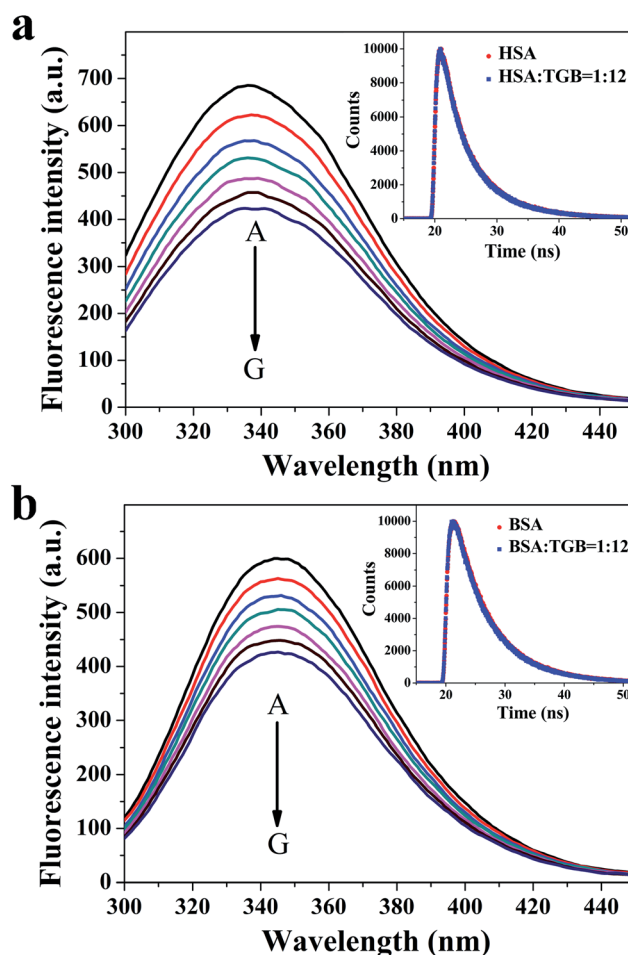 a
Fluorescence intensity (a.u.)
700
600
500
400
300
200
100
0
300 320 340 360 380 400 420 440
Wavelength (nm)
A
G
Counts
10000
8000
6000
4000
2000
0
20 30 40 50
Time (ns)
HSA
HSA:TGB=1:12
b
Fluorescence intensity (a.u.)
600
500
400
300
200
100
0
300 320 340 360 380 400 420 440
Wavelength (nm)
A
G
Counts
10000
8000
6000
4000
2000
0
20 30 40 50
Time (ns)
BSA
BSA:TGB=1:12